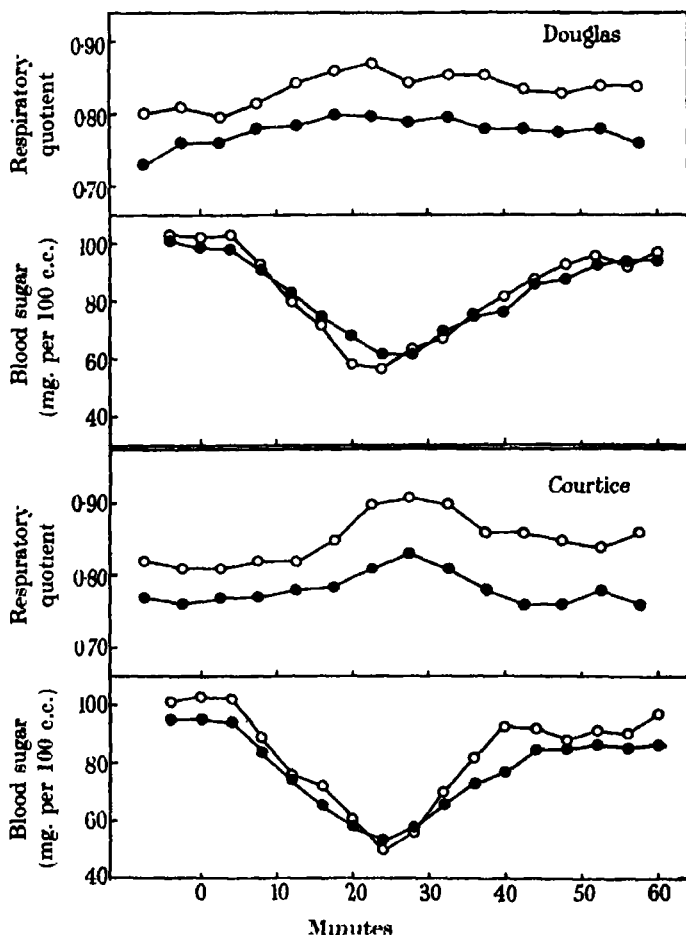 Douglas
Respiratory
quotient
0·90
0·80
0·70
Blood sugar
(mg. per 100 c.c.)
100
80
60
40
Courtice
Respiratory
quotient
0·90
0·80
0·70
Blood sugar
(mg. per 100 c.c.)
100
80
60
40
0 10 20 30 40 50 60
Minutes